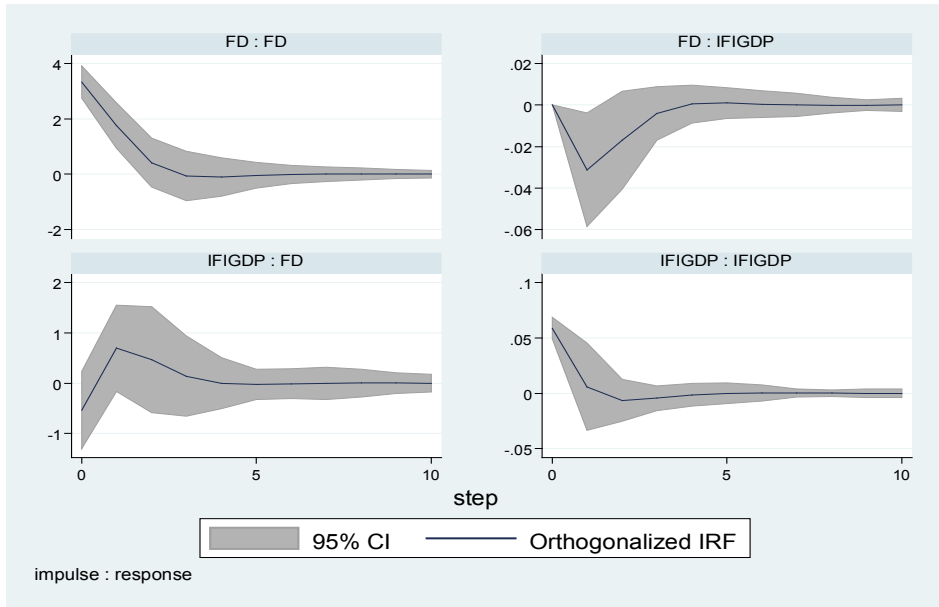 FD : FD
FD : IFIGDP
4
2
0
-2
.02
0
-.02
-.04
-.06
IFIGDP : FD
IFIGDP : IFIGDP
2
1
0
-1
.1
.05
0
-.05
0 5 10
0 5 10
step
95% CI Orthogonalized IRF
impulse : response